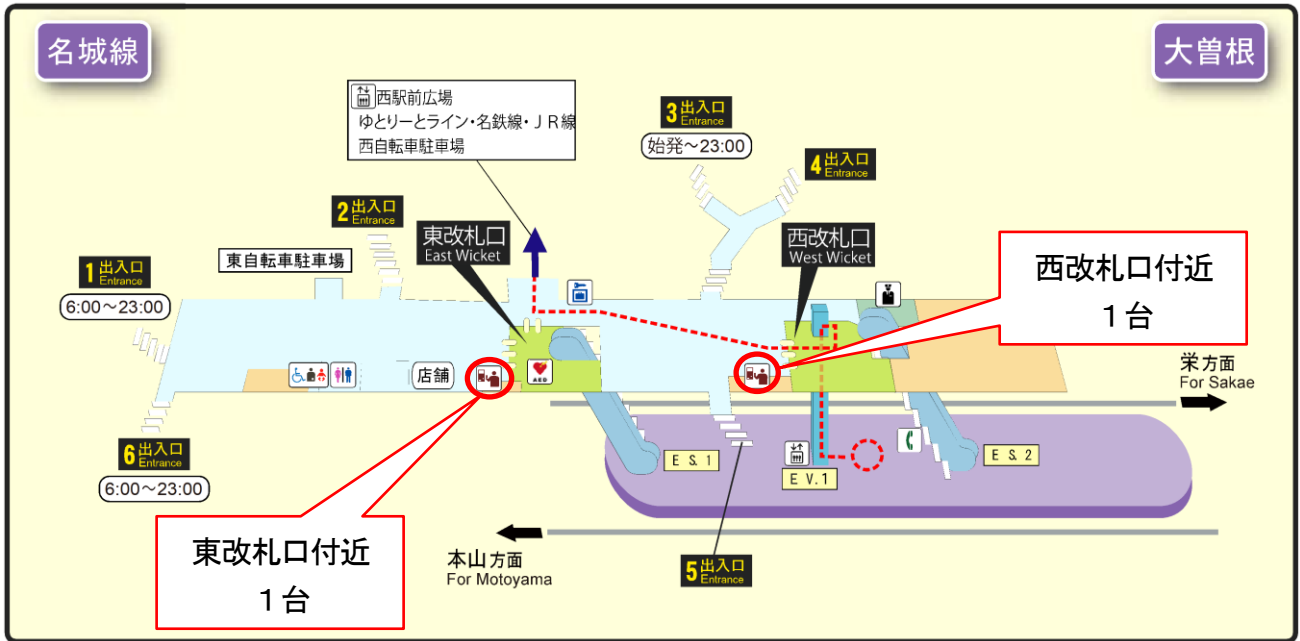 名城線
大曽根
西駅前広場
ゆとりーとライン・名鉄線・ＪＲ線
西自転車駐車場
3 出入口
Entrance
始発～23:00
4 出入口
Entrance
2 出入口
Entrance
東改札口
East Wicket
西改札口
West Wicket
西改札口付近
１台
東自転車駐車場
1 出入口
Entrance
6:00～23:00
店舗
AED
栄方面
For Sakae
6 出入口
Entrance
6:00～23:00
E S. 1
E V. 1
E S. 2
東改札口付近
１台
本山方面
For Motoyama
5 出入口
Entrance